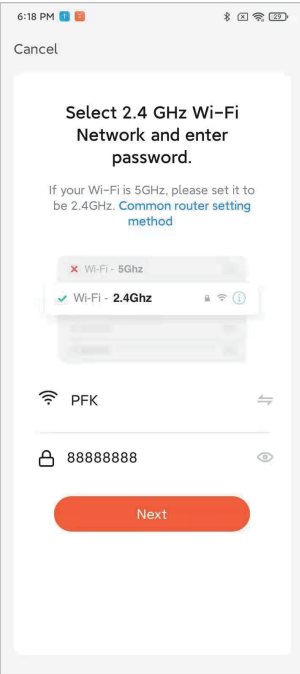 6:18 PM
29
Cancel
Select 2.4 GHz Wi-Fi
Network and enter
password.
If your Wi-Fi is 5GHz, please set it to
be 2.4GHz. Common router setting
method
Wi-Fi - 5Ghz
Wi-Fi - 2.4Ghz
PFK
88888888
Next